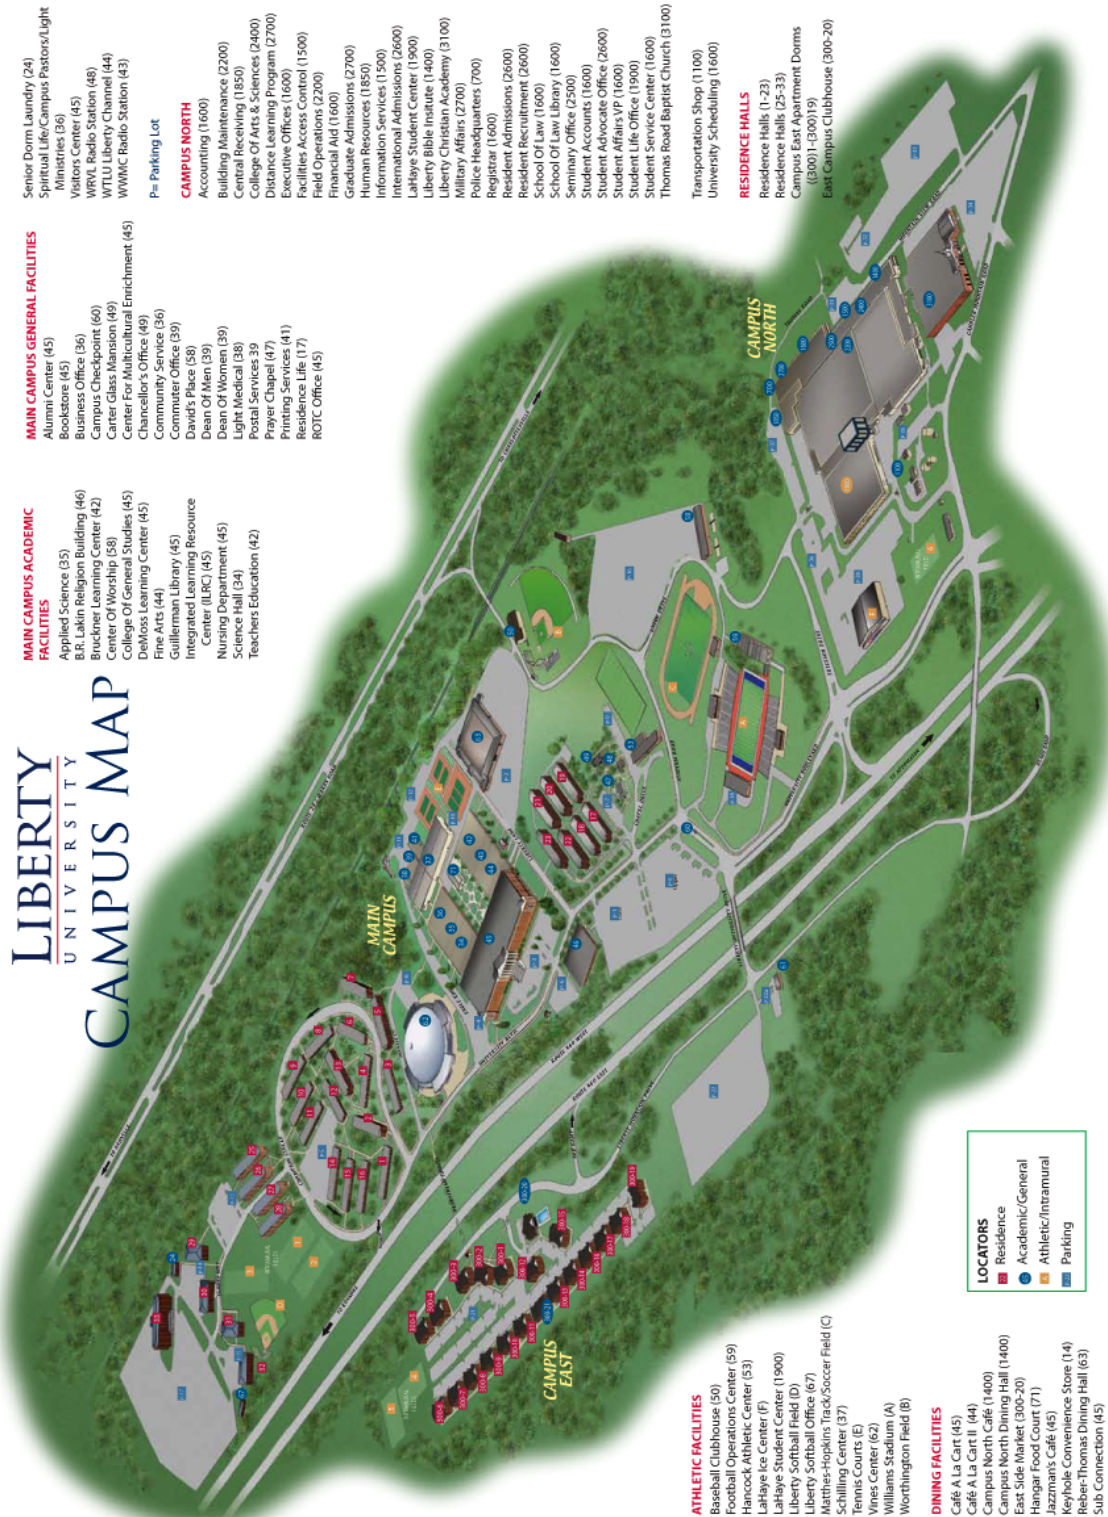 LIBERTY
UNIVERSITY
CAMPUS MAP
MAIN CAMPUS ACADEMIC
FACILITIES
Applied Science (35)
B.R. Lakin Religion Building (46)
Bruckner Learning Center (42)
Center Of Worship (58)
College Of General Studies (45)
DeMoss Learning Center (45)
Fine Arts (44)
Guillerman Library (45)
Integrated Learning Resource
Center (ILRC) (45)
Nursing Department (45)
Science Hall (34)
Teachers Education (42)
MAIN CAMPUS GENERAL FACILITIES
Alumni Center (45)
Bookstore (45)
Business Office (36)
Campus Checkpoint (60)
Carter Glass Mansion (49)
Center For Multicultural Enrichment (45)
Chancellor's Office (49)
Community Service (36)
Commuter Office (39)
David's Place (58)
Dean Of Men (39)
Dean Of Women (39)
Light Medical (38)
Postal Services 39
Prayer Chapel (47)
Printing Services (41)
Residence Life (17)
ROTC Office (45)
Senior Dorm Laundry (24)
Spiritual Life/Campus Pastors/Light
Ministries (36)
Visitors Center (45)
WRVL Radio Station (48)
WTLU Liberty Channel (44)
WWMC Radio Station (43)
P= Parking Lot
CAMPUS NORTH
Accounting (1600)
Building Maintenance (2200)
Central Receiving (1850)
College Of Arts & Sciences (2400)
Distance Learning Program (2700)
Executive Offices (1600)
Facilities Access Control (1500)
Field Operations (2200)
Financial Aid (1600)
Graduate Admissions (2700)
Human Resources (1850)
Information Services (1500)
International Admissions (2600)
LaHaye Student Center (1900)
Liberty Bible Institute (1400)
Liberty Christian Academy (3100)
Military Affairs (2700)
Police Headquarters (700)
Registrar (1600)
Resident Admissions (2600)
Resident Recruitment (2600)
School Of Law (1600)
School Of Law Library (1600)
Seminary Office (2500)
Student Accounts (1600)
Student Advocate Office (2600)
Student Affairs VP (1600)
Student Life Office (1900)
Student Service Center (1600)
Thomas Road Baptist Church (3100)
Transportation Shop (1100)
University Scheduling (1600)
RESIDENCE HALLS
Residence Halls (1-23)
Residence Halls (25-33)
Campus East Apartment Dorms
((300)1-(300)19)
East Campus Clubhouse (300-20)
MAIN
CAMPUS
CAMPUS
NORTH
CAMPUS
EAST
ATHLETIC FACILITIES
Baseball Clubhouse (50)
Football Operations Center (59)
Hancock Athletic Center (53)
LaHaye Ice Center (F)
LaHaye Student Center (1900)
Liberty Softball Field (D)
Liberty Softball Office (67)
Matthes-Hopkins Track/Soccer Field (C)
Schilling Center (37)
Tennis Courts (E)
Vines Center (62)
Williams Stadium (A)
Worthington Field (B)
DINING FACILITIES
Café A La Cart (45)
Café A La Cart II (44)
Campus North Café (1400)
Campus North Dining Hall (1400)
East Side Market (300-20)
Hangar Food Court (71)
Jazzman's Café (45)
Keyhole Convenience Store (14)
Reber-Thomas Dining Hall (63)
Sub Connection (45)
LOCATORS
Residence
Academic/General
Athletic/Intramural
Parking